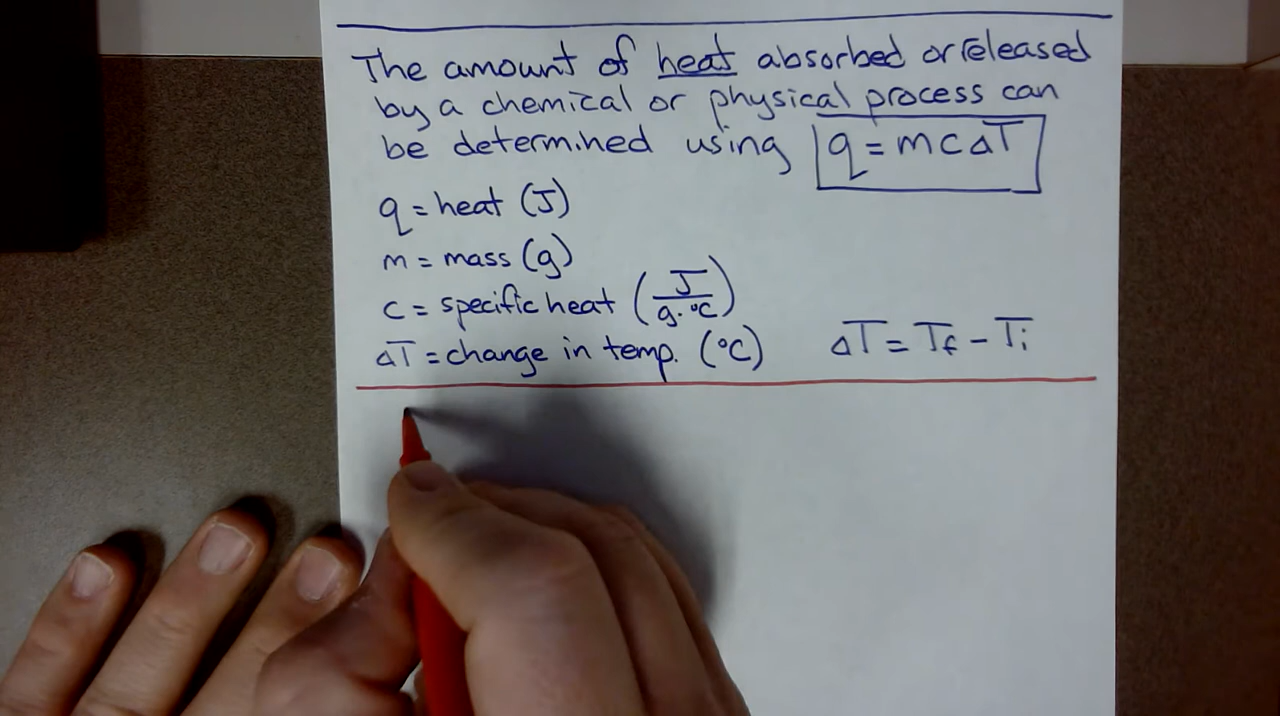 The amount of heat absorbed or released
by a chemical or physical process can
be determined using q = mcΔT
q = heat (J)
m = mass (g)
c = specific heat (J/g·°C)
ΔT = change in temp. (°C) ΔT = Tf - Ti